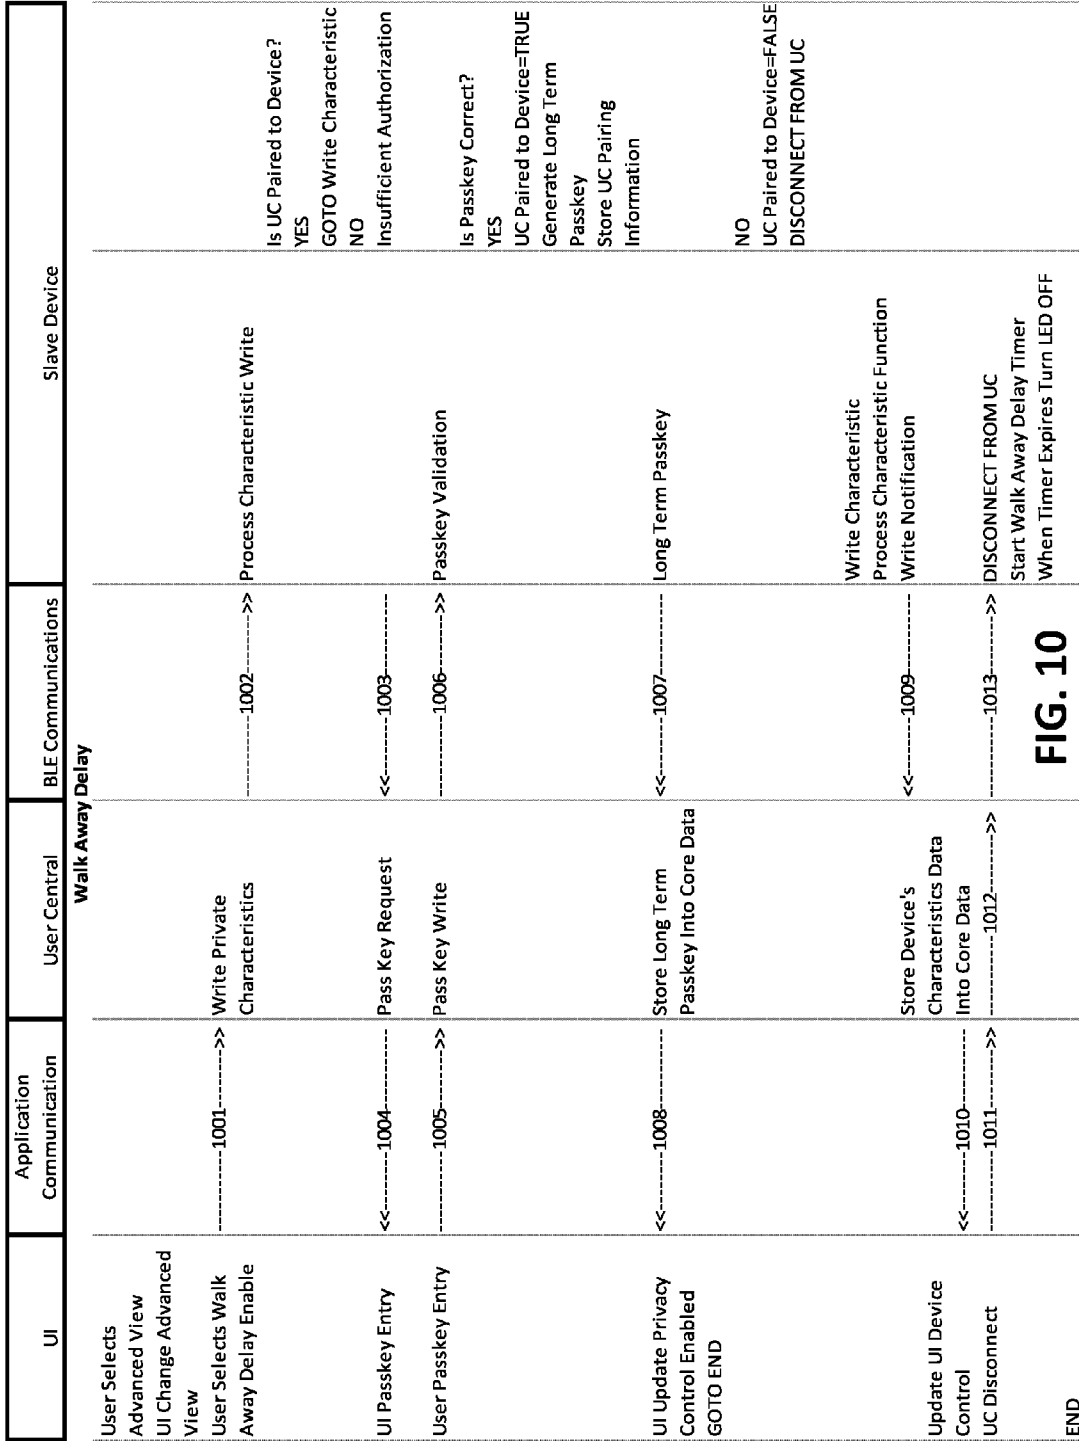 UI
Application
Communication
User Central
BLE Communications
Slave Device
Walk Away Delay
User Selects
Advanced View
UI Change Advanced
View
User Selects Walk
Away Delay Enable
--------1001-------->>
Write Private
Characteristics
--------1002-------->>
Process Characteristic Write
Is UC Paired to Device?
YES
GOTO Write Characteristic
NO
Insufficient Authorization
UI Passkey Entry
<<--------1004--------
Pass Key Request
<<--------1003--------
User Passkey Entry
--------1005-------->>
Pass Key Write
--------1006-------->>
Passkey Validation
Is Passkey Correct?
YES
UC Paired to Device=TRUE
Generate Long Term
Passkey
Store UC Pairing
Information
UI Update Privacy
Control Enabled
GOTO END
<<--------1008--------
Store Long Term
Passkey Into Core Data
<<--------1007--------
Long Term Passkey
NO
UC Paired to Device=FALSE
DISCONNECT FROM UC
Write Characteristic
Process Characteristic Function
Write Notification
<<--------1009--------
Store Device's
Characteristics Data
Into Core Data
<<--------1010--------
Update UI Device
Control
UC Disconnect
--------1011-------->>
--------1012-------->>
--------1013-------->>
DISCONNECT FROM UC
Start Walk Away Delay Timer
When Timer Expires Turn LED OFF
END
FIG. 10